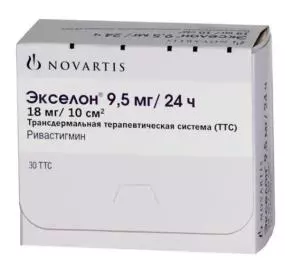 NOVARTIS
Экселон® 9,5 мг/ 24 ч
18 мг/ 10 см²
Трансдермальная терапевтическая система (ТТС)
Ривастигмин
30 ТТС